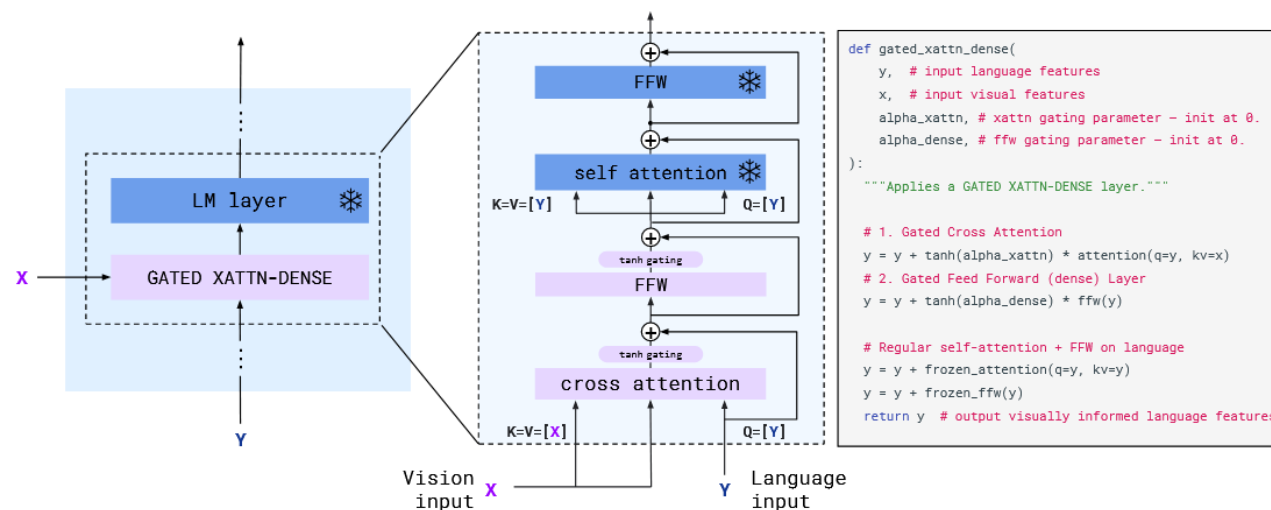 LM layer
X
GATED XATTN-DENSE
Y
FFW
self attention
K=V=[Y]
Q=[Y]
tanh gating
FFW
tanh gating
cross attention
K=V=[X]
Q=[Y]
Vision
input
X
Y
Language
input
def gated_xattn_dense(
y, # input language features
x, # input visual features
alpha_xattn, # xattn gating parameter – init at 0.
alpha_dense, # ffw gating parameter – init at 0.
):
"""Applies a GATED XATTN-DENSE layer."""
# 1. Gated Cross Attention
y = y + tanh(alpha_xattn) * attention(q=y, kv=x)
# 2. Gated Feed Forward (dense) Layer
y = y + tanh(alpha_dense) * ffw(y)
# Regular self-attention + FFW on language
y = y + frozen_attention(q=y, kv=y)
y = y + frozen_ffw(y)
return y # output visually informed language features